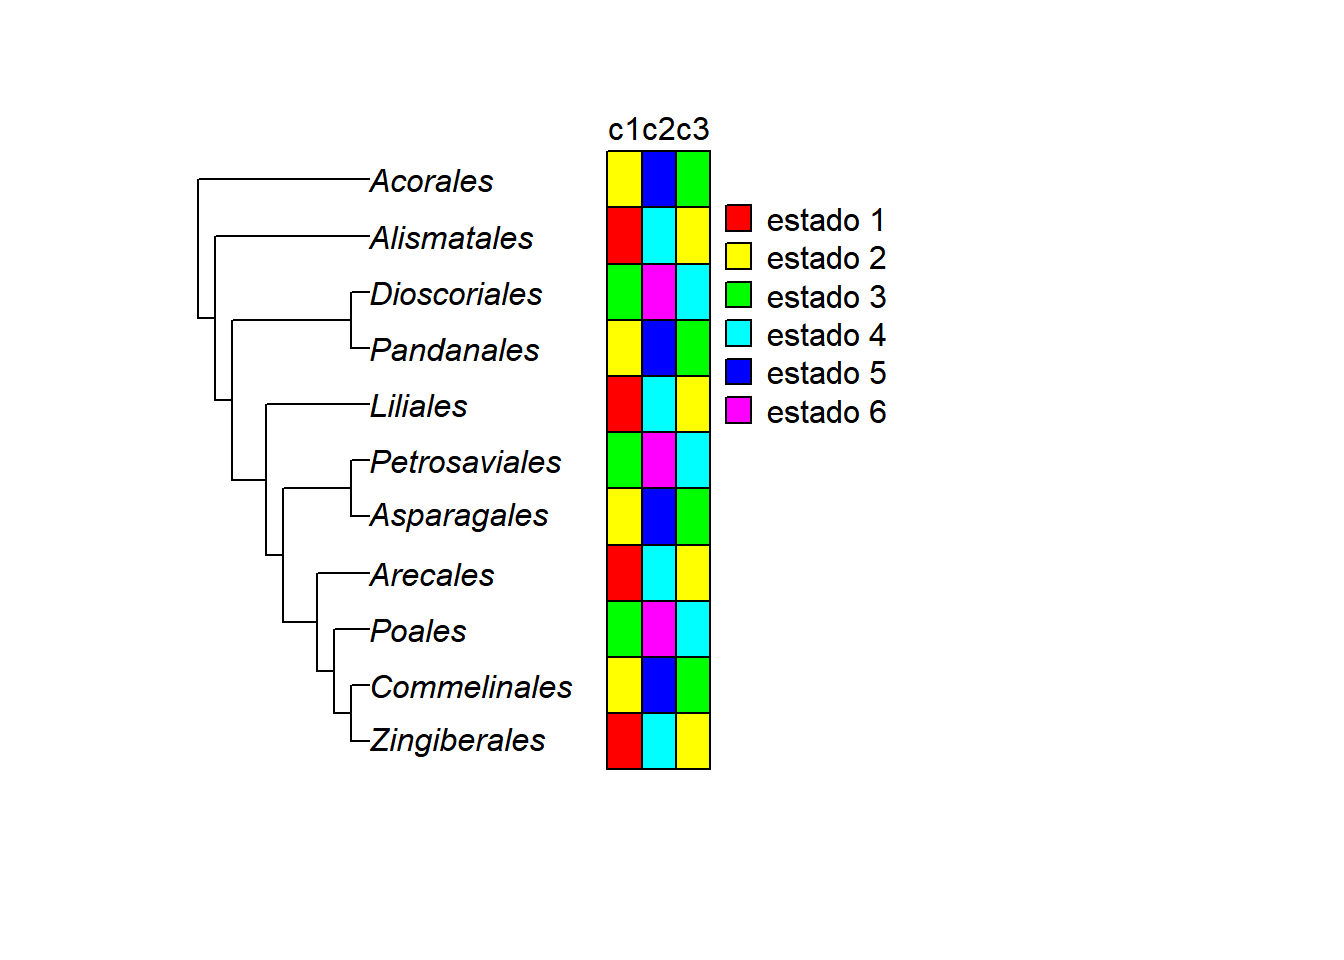 c1c2c3
Acorales
Alismatales
Dioscoriales
Pandanales
Liliales
Petrosaviales
Asparagales
Arecales
Poales
Commelinales
Zingiberales
estado 1
estado 2
estado 3
estado 4
estado 5
estado 6